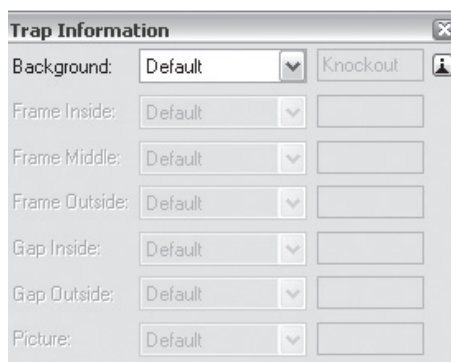 Trap Information
Background: Default Knockout
Frame Inside: Default
Frame Middle: Default
Frame Outside: Default
Gap Inside: Default
Gap Outside: Default
Picture: Default